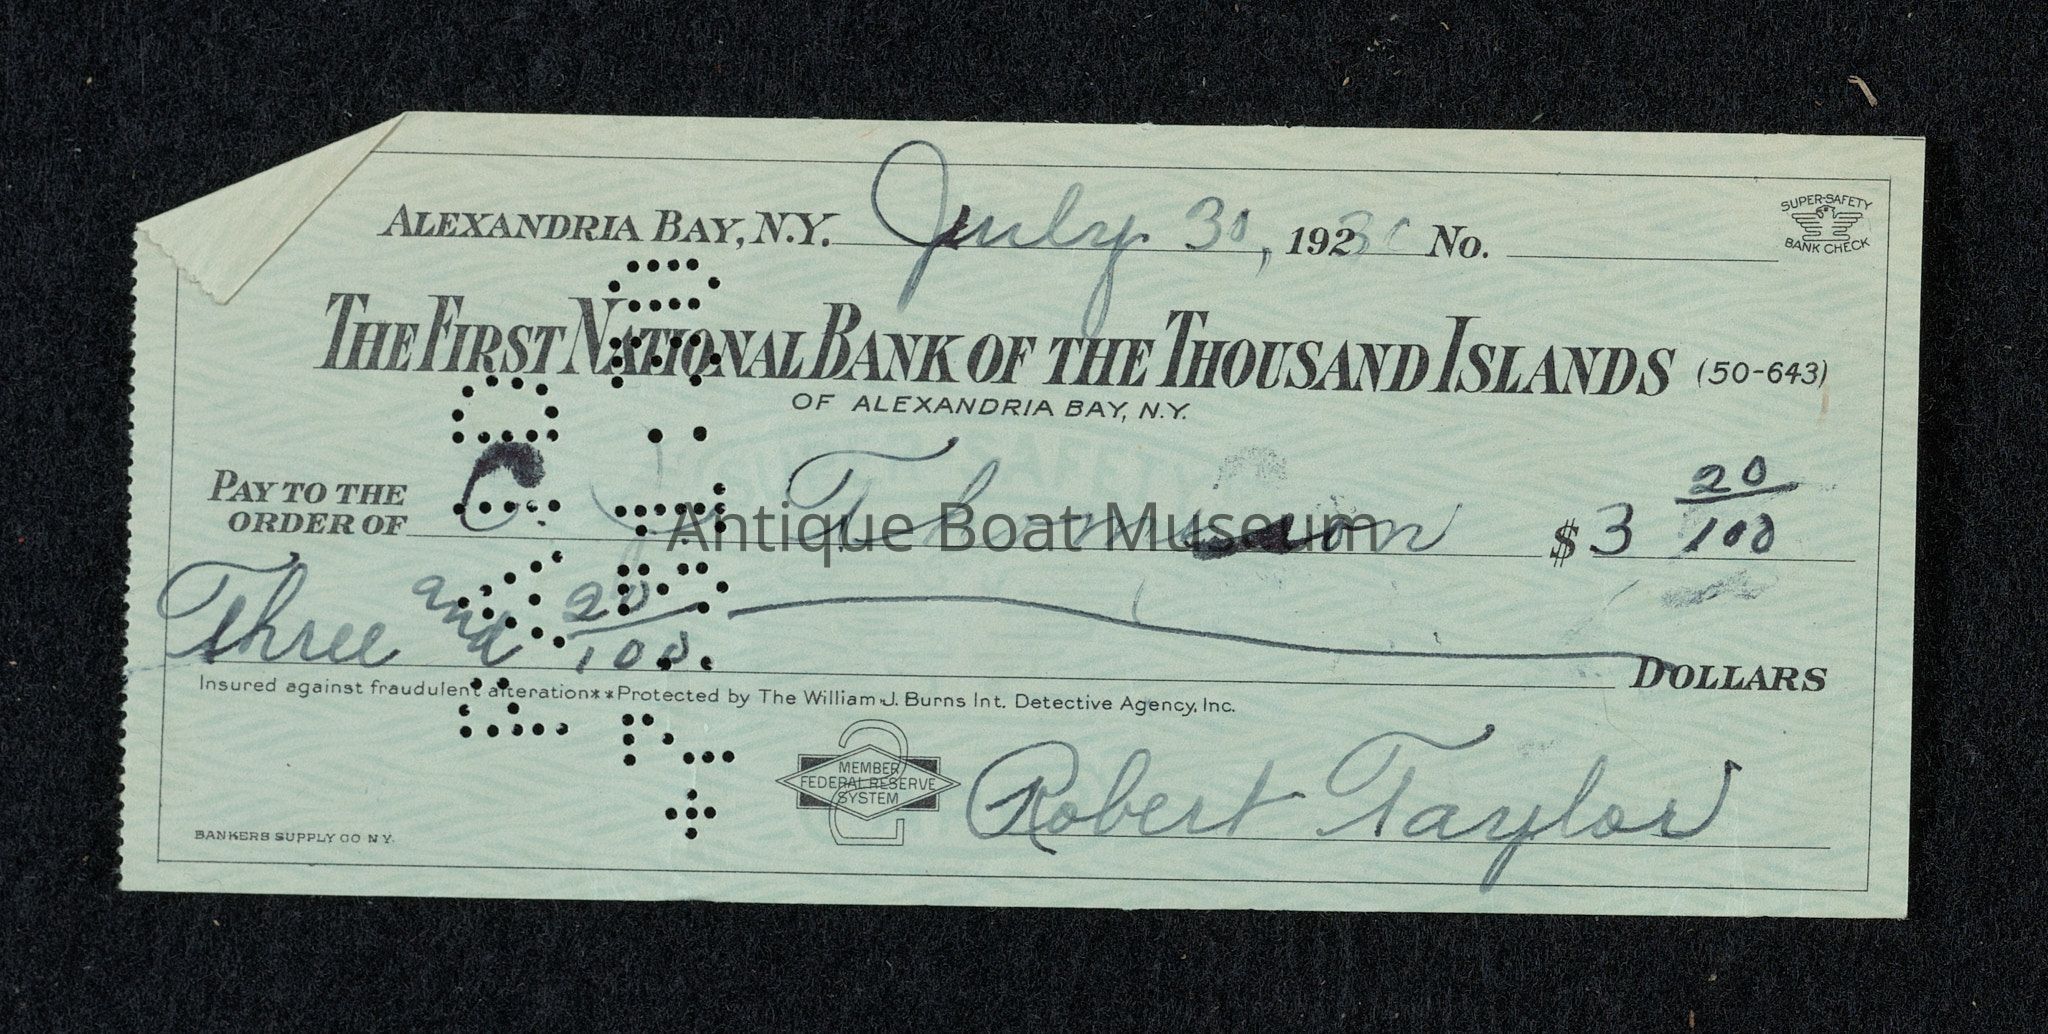 SUPER-SAFETY
BANK CHECK
ALEXANDRIA BAY, N.Y. July 30, 192 No.
THE FIRST NATIONAL BANK OF THE THOUSAND ISLANDS (50-643)
OF ALEXANDRIA BAY, N.Y.
PAY TO THE
ORDER OF C. J. Thomson $ 3 20/100
Antique Boat Museum
Three and 20/100 DOLLARS
Insured against fraudulent alteration**Protected by The William J. Burns Int. Detective Agency, Inc.
MEMBER
FEDERAL RESERVE
SYSTEM
Robert Taylor
BANKERS SUPPLY CO N.Y.